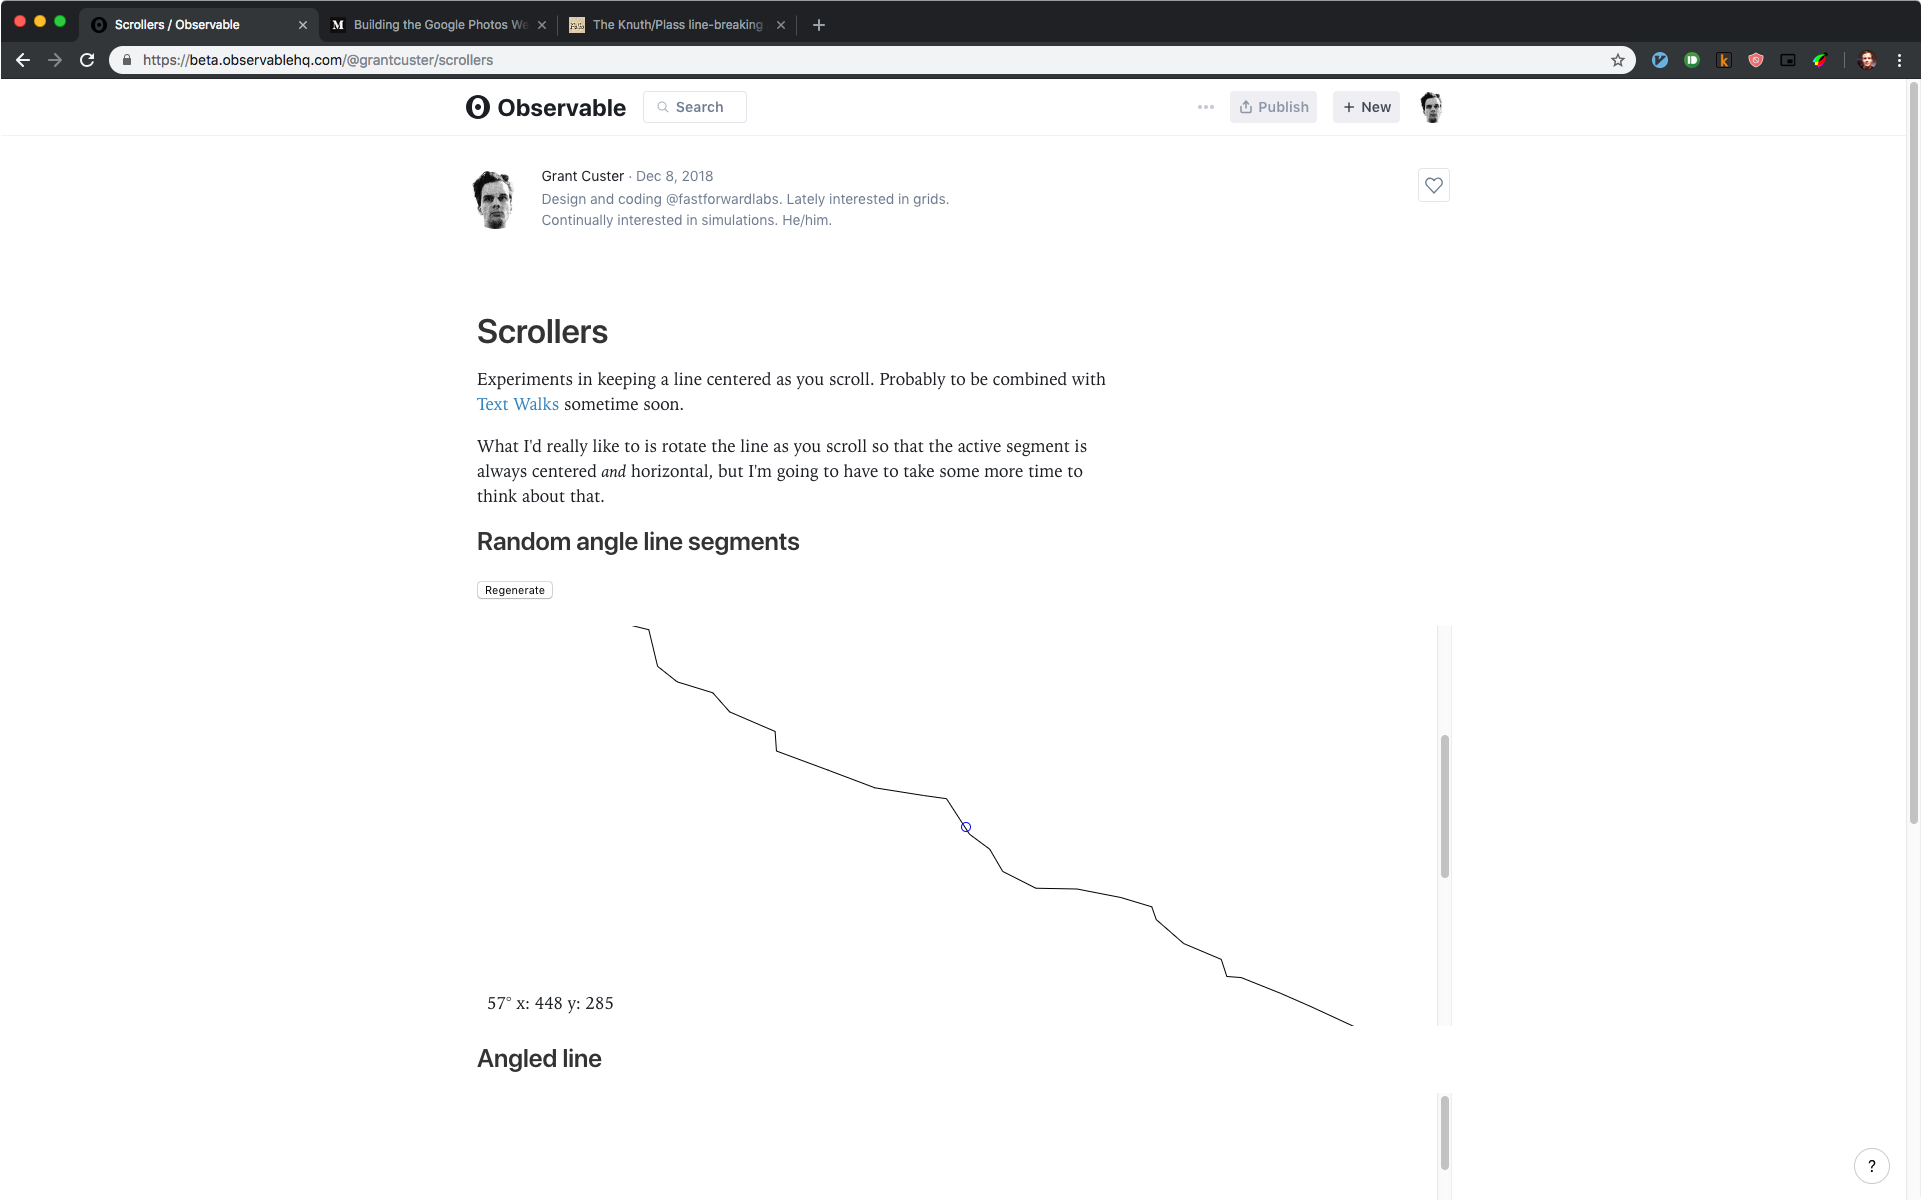 Scrollers / Observable
Building the Google Photos We
The Knuth/Plass line-breaking
https://beta.observablehq.com/@grantcuster/scrollers
Observable
Search
Publish
+ New
Grant Custer · Dec 8, 2018
Design and coding @fastforwardlabs. Lately interested in grids.
Continually interested in simulations. He/him.
Scrollers
Experiments in keeping a line centered as you scroll. Probably to be combined with
Text Walks sometime soon.
What I'd really like to is rotate the line as you scroll so that the active segment is
always centered and horizontal, but I'm going to have to take some more time to
think about that.
Random angle line segments
Regenerate
57° x: 448 y: 285
Angled line
?